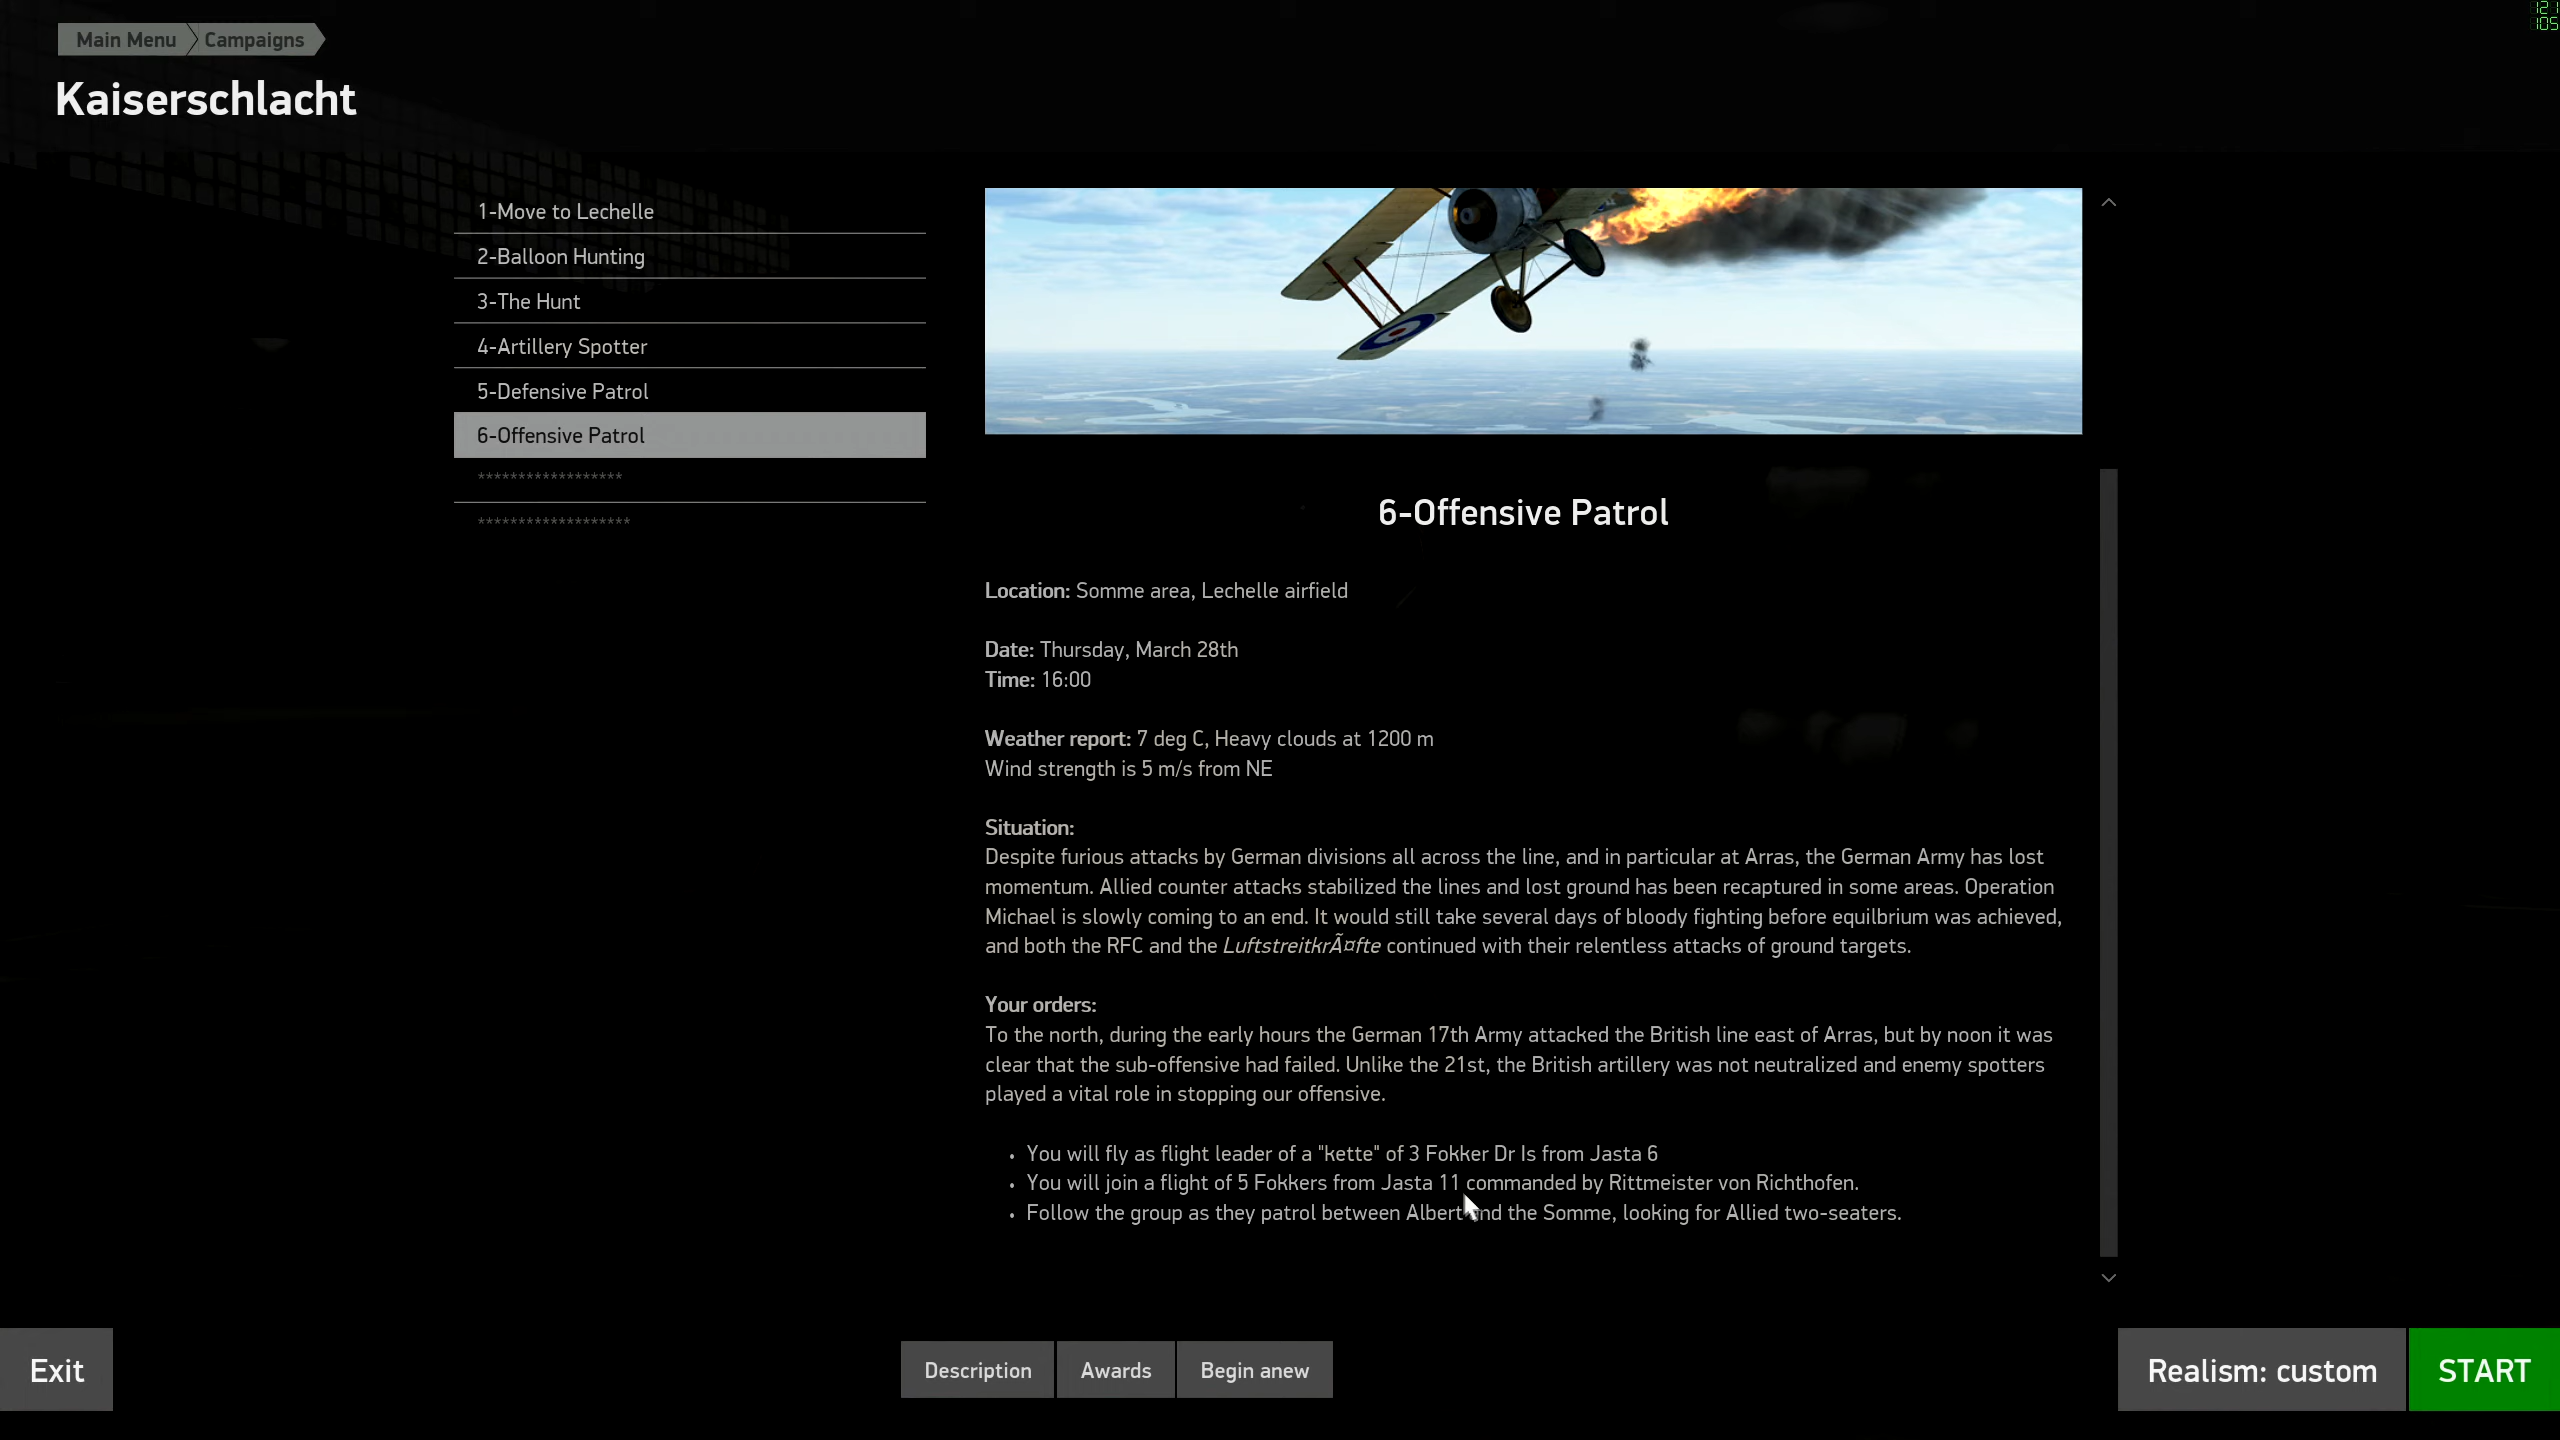 121
105
Main Menu
Campaigns
Kaiserschlacht
1-Move to Lechelle
2-Balloon Hunting
3-The Hunt
4-Artillery Spotter
5-Defensive Patrol
6-Offensive Patrol
******************
*******************
6-Offensive Patrol
Location: Somme area, Lechelle airfield
Date: Thursday, March 28th
Time: 16:00
Weather report: 7 deg C, Heavy clouds at 1200 m
Wind strength is 5 m/s from NE
Situation:
Despite furious attacks by German divisions all across the line, and in particular at Arras, the German Army has lost
momentum. Allied counter attacks stabilized the lines and lost ground has been recaptured in some areas. Operation
Michael is slowly coming to an end. It would still take several days of bloody fighting before equilbrium was achieved,
and both the RFC and the LuftstreitkrÃ¤fte continued with their relentless attacks of ground targets.
Your orders:
To the north, during the early hours the German 17th Army attacked the British line east of Arras, but by noon it was
clear that the sub-offensive had failed. Unlike the 21st, the British artillery was not neutralized and enemy spotters
played a vital role in stopping our offensive.
• You will fly as flight leader of a "kette" of 3 Fokker Dr Is from Jasta 6
• You will join a flight of 5 Fokkers from Jasta 11 commanded by Rittmeister von Richthofen.
• Follow the group as they patrol between Albert and the Somme, looking for Allied two-seaters.
Exit
Description
Awards
Begin anew
Realism: custom
START